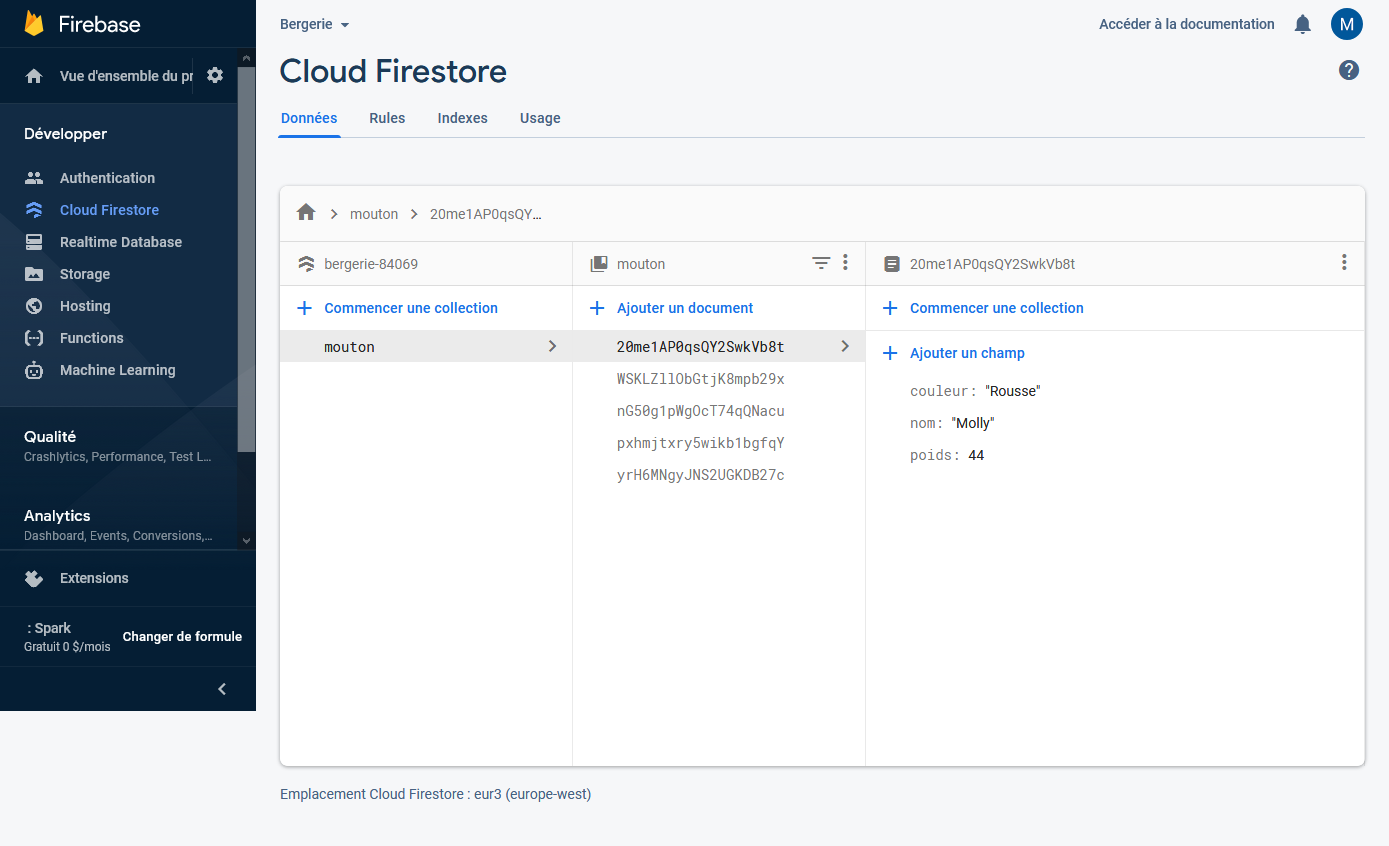 Firebase
Vue d'ensemble du pr
Développer
Authentication
Cloud Firestore
Realtime Database
Storage
Hosting
Functions
Machine Learning
Qualité
Crashlytics, Performance, Test L...
Analytics
Dashboard, Events, Conversions,...
Extensions
: Spark
Gratuit 0 $/mois
Changer de formule
Bergerie
Accéder à la documentation
M
Cloud Firestore
?
Données Rules Indexes Usage
mouton 20me1AP0qsQY...
bergerie-84069
Commencer une collection
mouton
mouton
Ajouter un document
20me1AP0qsQY2SwkVb8t
WSKLZllObGtjK8mpb29x
nG50g1pWgOcT74qQNacu
pxhmjtxry5wikb1bgfqY
yrH6MNgyJNS2UGKDB27c
20me1AP0qsQY2SwkVb8t
Commencer une collection
Ajouter un champ
couleur: "Rousse"
nom: "Molly"
poids: 44
Emplacement Cloud Firestore : eur3 (europe-west)